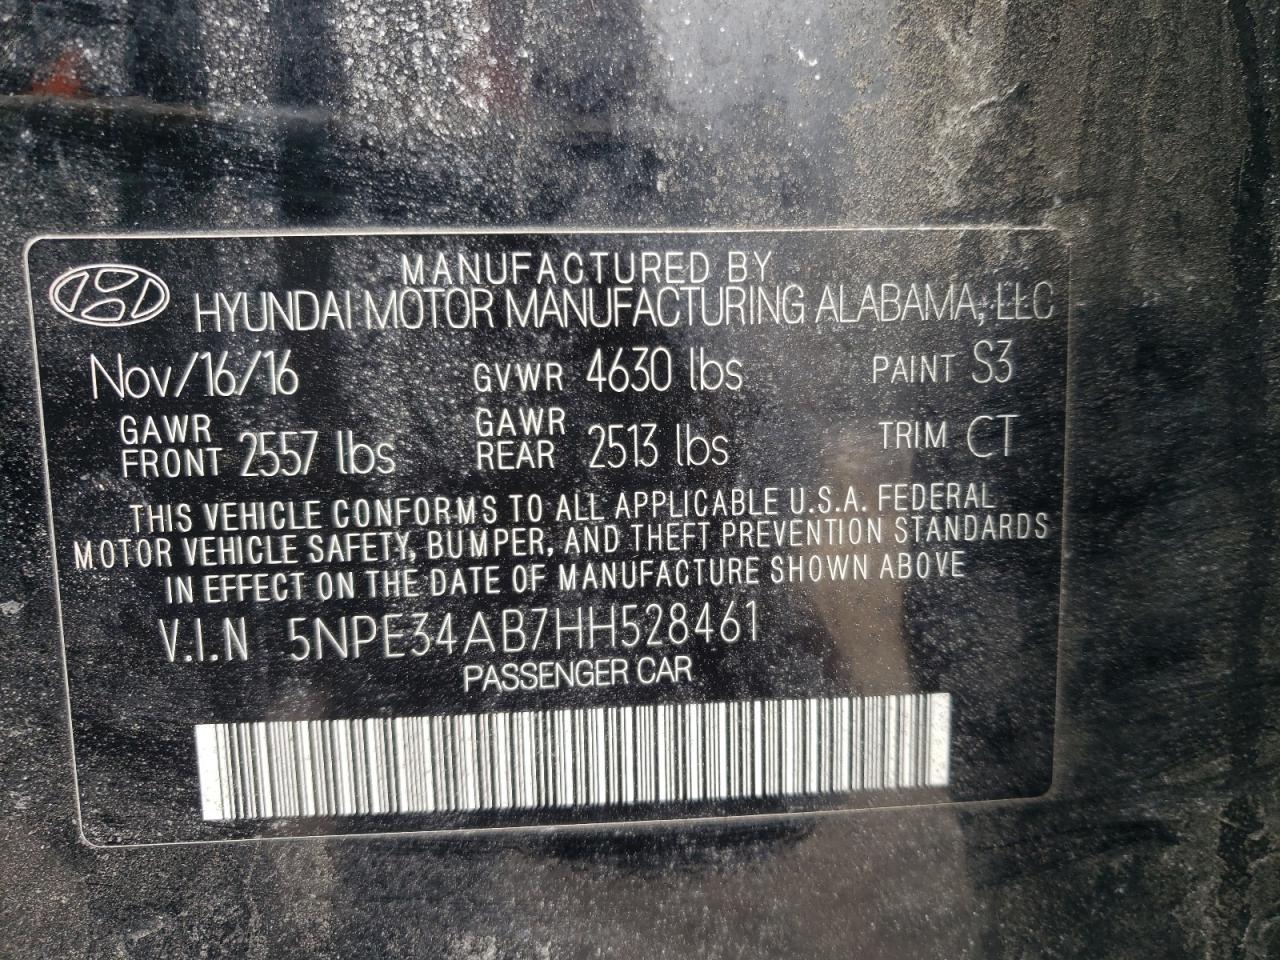 MANUFACTURED BY
HYUNDAI MOTOR MANUFACTURING ALABAMA, LLC
Nov/16/16 GVWR 4630 lbs PAINT S3
GAWR FRONT 2557 lbs GAWR REAR 2513 lbs TRIM CT
THIS VEHICLE CONFORMS TO ALL APPLICABLE U.S.A. FEDERAL
MOTOR VEHICLE SAFETY, BUMPER, AND THEFT PREVENTION STANDARDS
IN EFFECT ON THE DATE OF MANUFACTURE SHOWN ABOVE
V.I.N 5NPE34AB7HH528461
PASSENGER CAR